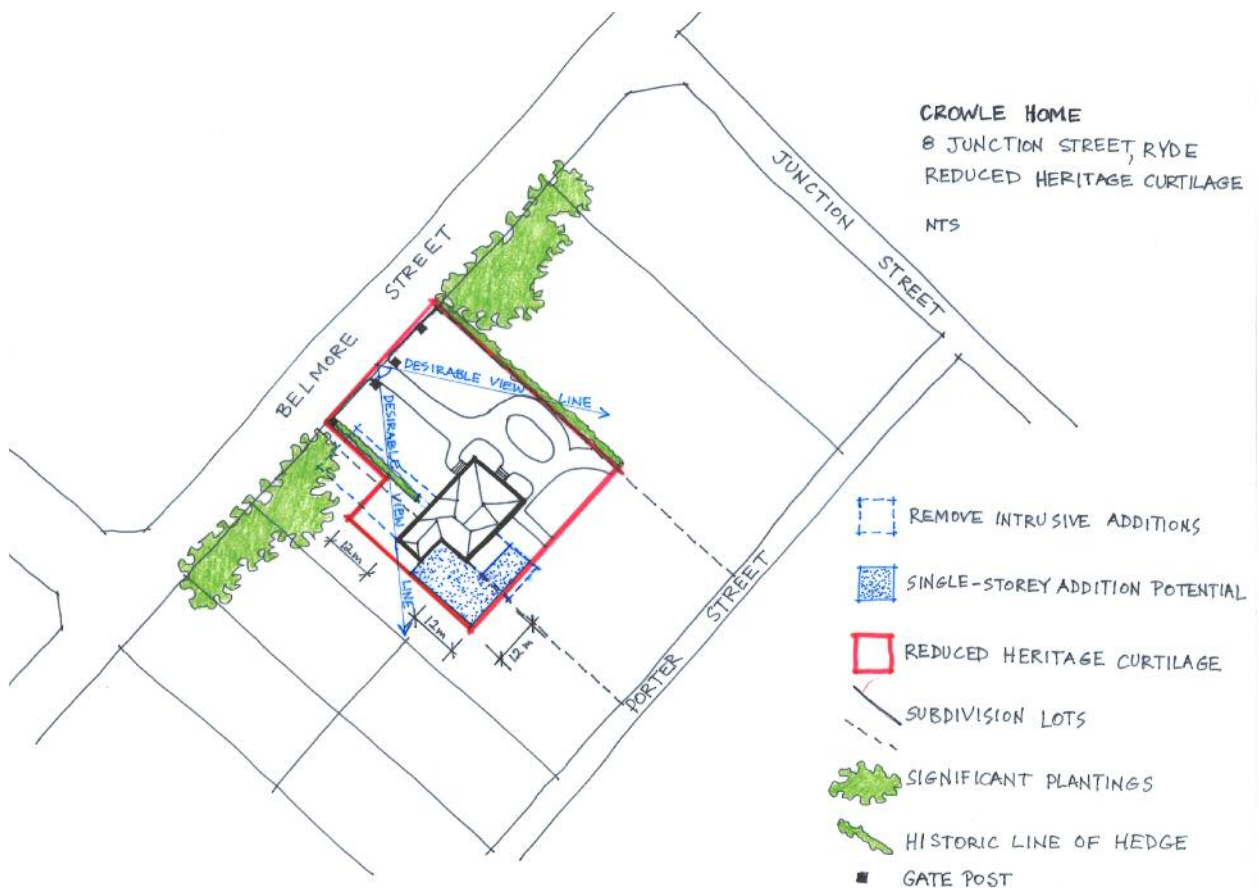 CROWLE HOME
8 JUNCTION STREET, RYDE
REDUCED HERITAGE CURTILAGE
NTS
JUNCTION STREET
BELMORE STREET
DESIRABLE VIEW LINE
DESIRABLE VIEW LINE
12m
12m
12m
PORTER STREET
REMOVE INTRUSIVE ADDITIONS
SINGLE-STOREY ADDITION POTENTIAL
REDUCED HERITAGE CURTILAGE
SUBDIVISION LOTS
SIGNIFICANT PLANTINGS
HISTORIC LINE OF HEDGE
GATE POST